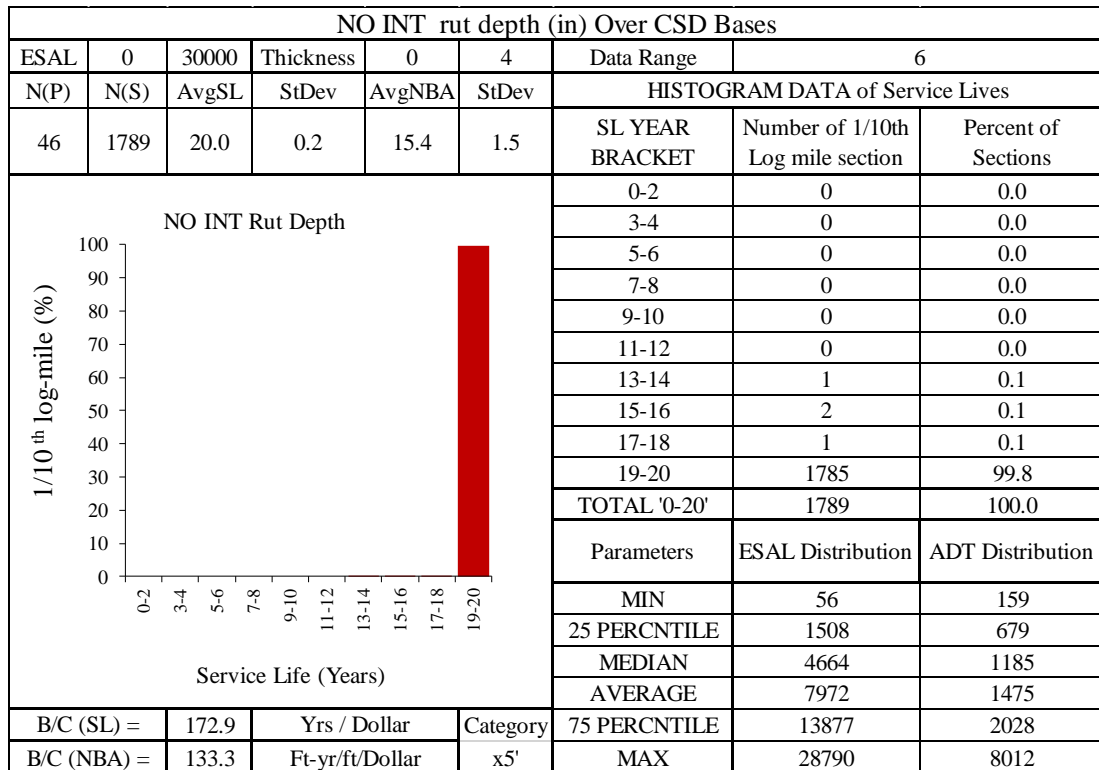 NO INT rut depth (in) Over CSD Bases
ESAL 0 30000 Thickness 0 4 Data Range 6
N(P) N(S) AvgSL StDev AvgNBA StDev HISTOGRAM DATA of Service Lives
46 1789 20.0 0.2 15.4 1.5
SL YEAR BRACKET Number of 1/10th Log mile section Percent of Sections
0-2 0 0.0
3-4 0 0.0
5-6 0 0.0
7-8 0 0.0
9-10 0 0.0
11-12 0 0.0
13-14 1 0.1
15-16 2 0.1
17-18 1 0.1
19-20 1785 99.8
TOTAL '0-20' 1789 100.0
Parameters ESAL Distribution ADT Distribution
MIN 56 159
25 PERCNTILE 1508 679
MEDIAN 4664 1185
AVERAGE 7972 1475
75 PERCNTILE 13877 2028
MAX 28790 8012
NO INT Rut Depth
1/10 th log-mile (%)
100
90
80
70
60
50
40
30
20
10
0
0-2 3-4 5-6 7-8 9-10 11-12 13-14 15-16 17-18 19-20
Service Life (Years)
B/C (SL) = 172.9 Yrs / Dollar Category
B/C (NBA) = 133.3 Ft-yr/ft/Dollar x5'